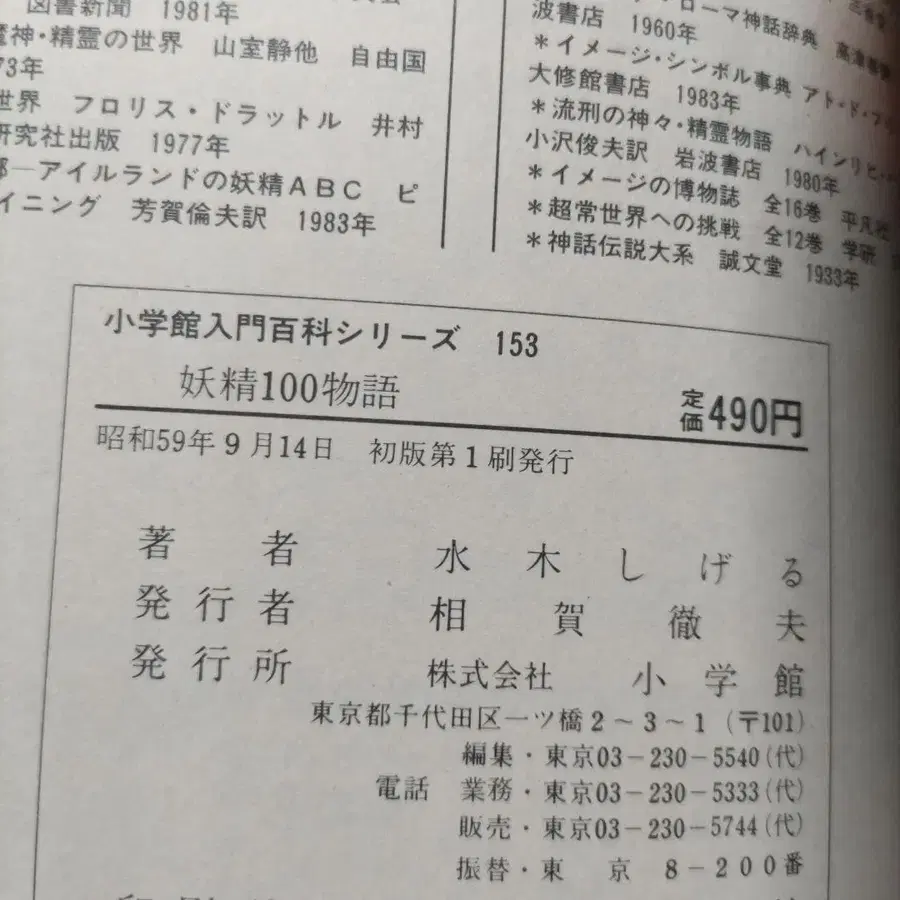 図書新聞 1981年
魔神・精霊の世界 山室静他 自由国
73年
世界 フロリス・ドラットル 井村
研究社出版 1977年
郷―アイルランドの妖精ABC ピ
イニング 芳賀倫夫訳 1983年
ローマ神話辞典 高津春繁
波書店 1960年
*イメージ・シンボル事典 アト・ド・フリ
大修館書店 1983年
*流刑の神々・精霊物語 ハインリヒ・
小沢俊夫訳 岩波書店 1980年
*イメージの博物誌 全16巻 平凡社
*超常世界への挑戦 全12巻 学研
*神話伝説大系 誠文堂 1933年
小学館入門百科シリーズ 153
妖精100物語
定価490円
昭和59年9月14日 初版第1刷発行
著者 水木しげる
発行者 相賀徹夫
発行所 株式会社 小学館
東京都千代田区一ツ橋2~3~1(〒101)
編集・東京03-230-5540(代)
電話 業務・東京03-230-5333(代)
販売・東京03-230-5744(代)
振替・東京 8-200番